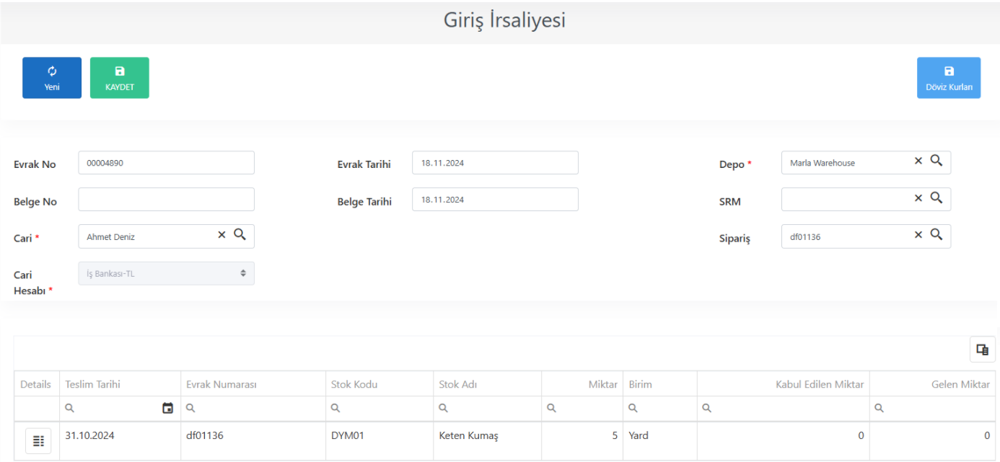 Giriş İrsaliyesi
Yeni
KAYDET
Döviz Kurları
Evrak No 00004890 Evrak Tarihi 18.11.2024 Depo * Marla Warehouse
Belge No Belge Tarihi 18.11.2024 SRM
Cari * Ahmet Deniz Sipariş df01136
Cari İş Bankası-TL
Hesabı *
Details Teslim Tarihi Evrak Numarası Stok Kodu Stok Adı Miktar Birim Kabul Edilen Miktar Gelen Miktar
31.10.2024 df01136 DYM01 Keten Kumaş 5 Yard 0 0